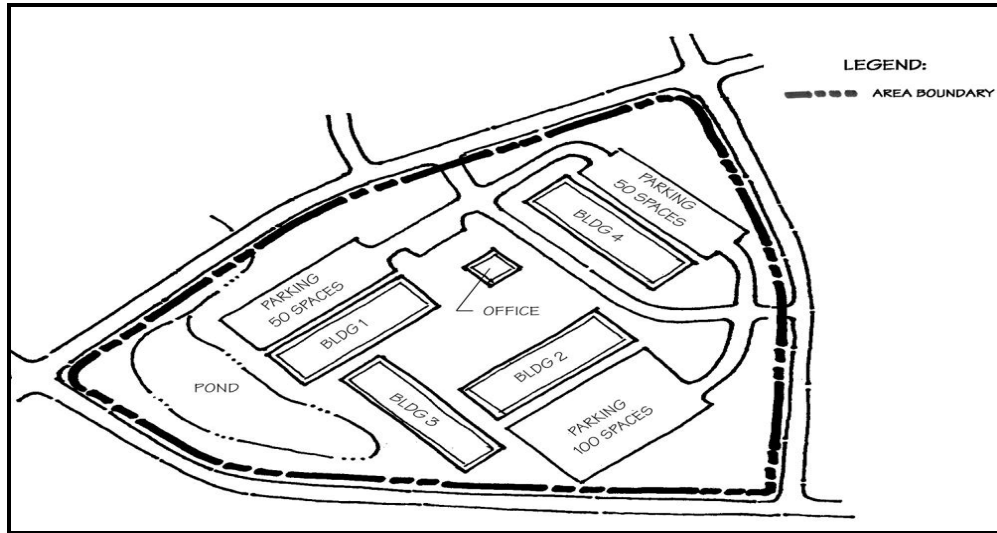 LEGEND:
AREA BOUNDARY
PARKING
50 SPACES
BLDG 4
PARKING
50 SPACES
OFFICE
BLDG 1
BLDG 2
POND
BLDG 3
PARKING
100 SPACES